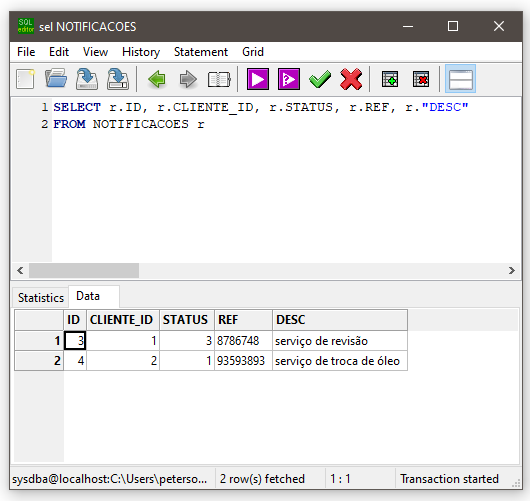 SQL editor
sel NOTIFICACOES
File Edit View History Statement Grid
1 SELECT r.ID, r.CLIENTE_ID, r.STATUS, r.REF, r."DESC"
2 FROM NOTIFICACOES r
Statistics Data
ID CLIENTE_ID STATUS REF DESC
1 3 1 3 8786748 serviço de revisão
2 4 2 1 93593893 serviço de troca de óleo
sysdba@localhost:C:\Users\peterso... 2 row(s) fetched 1 : 1 Transaction started